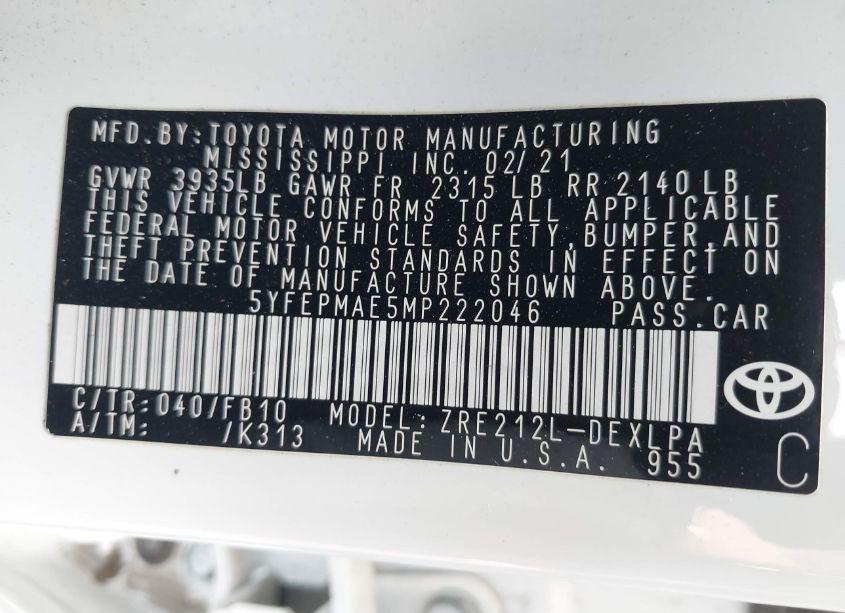 MFD.BY:TOYOTA MOTOR MANUFACTURING
MISSISSIPPI INC. 02/21
GVWR 3935LB GAWR FR 2315 LB RR 2140 LB
THIS VEHICLE CONFORMS TO ALL APPLICABLE
FEDERAL MOTOR VEHICLE SAFETY,BUMPER,AND
THEFT PREVENTION STANDARDS IN EFFECT ON
THE DATE OF MANUFACTURE SHOWN ABOVE.
5YFEPMAE5MP222046 PASS.CAR
C/TR:040/FB10 MODEL:ZRE212L-DEXLPA
A/TM: /K313 MADE IN U.S.A. 955
C